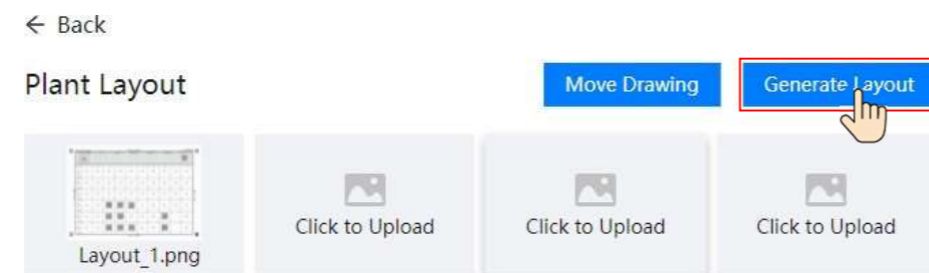 ← Back
Plant Layout
Move Drawing
Generate Layout
Layout_1.png
Click to Upload
Click to Upload
Click to Upload